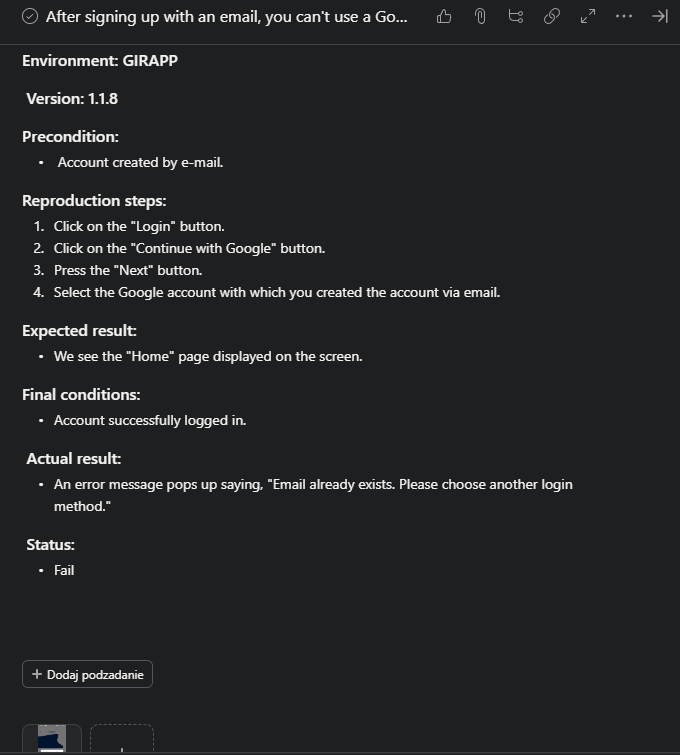 After signing up with an email, you can't use a Go...
Environment: GIRAPP
Version: 1.1.8
Precondition:
• Account created by e-mail.
Reproduction steps:
1. Click on the "Login" button.
2. Click on the "Continue with Google" button.
3. Press the "Next" button.
4. Select the Google account with which you created the account via email.
Expected result:
• We see the "Home" page displayed on the screen.
Final conditions:
• Account successfully logged in.
Actual result:
• An error message pops up saying, "Email already exists. Please choose another login
method."
Status:
• Fail
+ Dodaj podzadanie